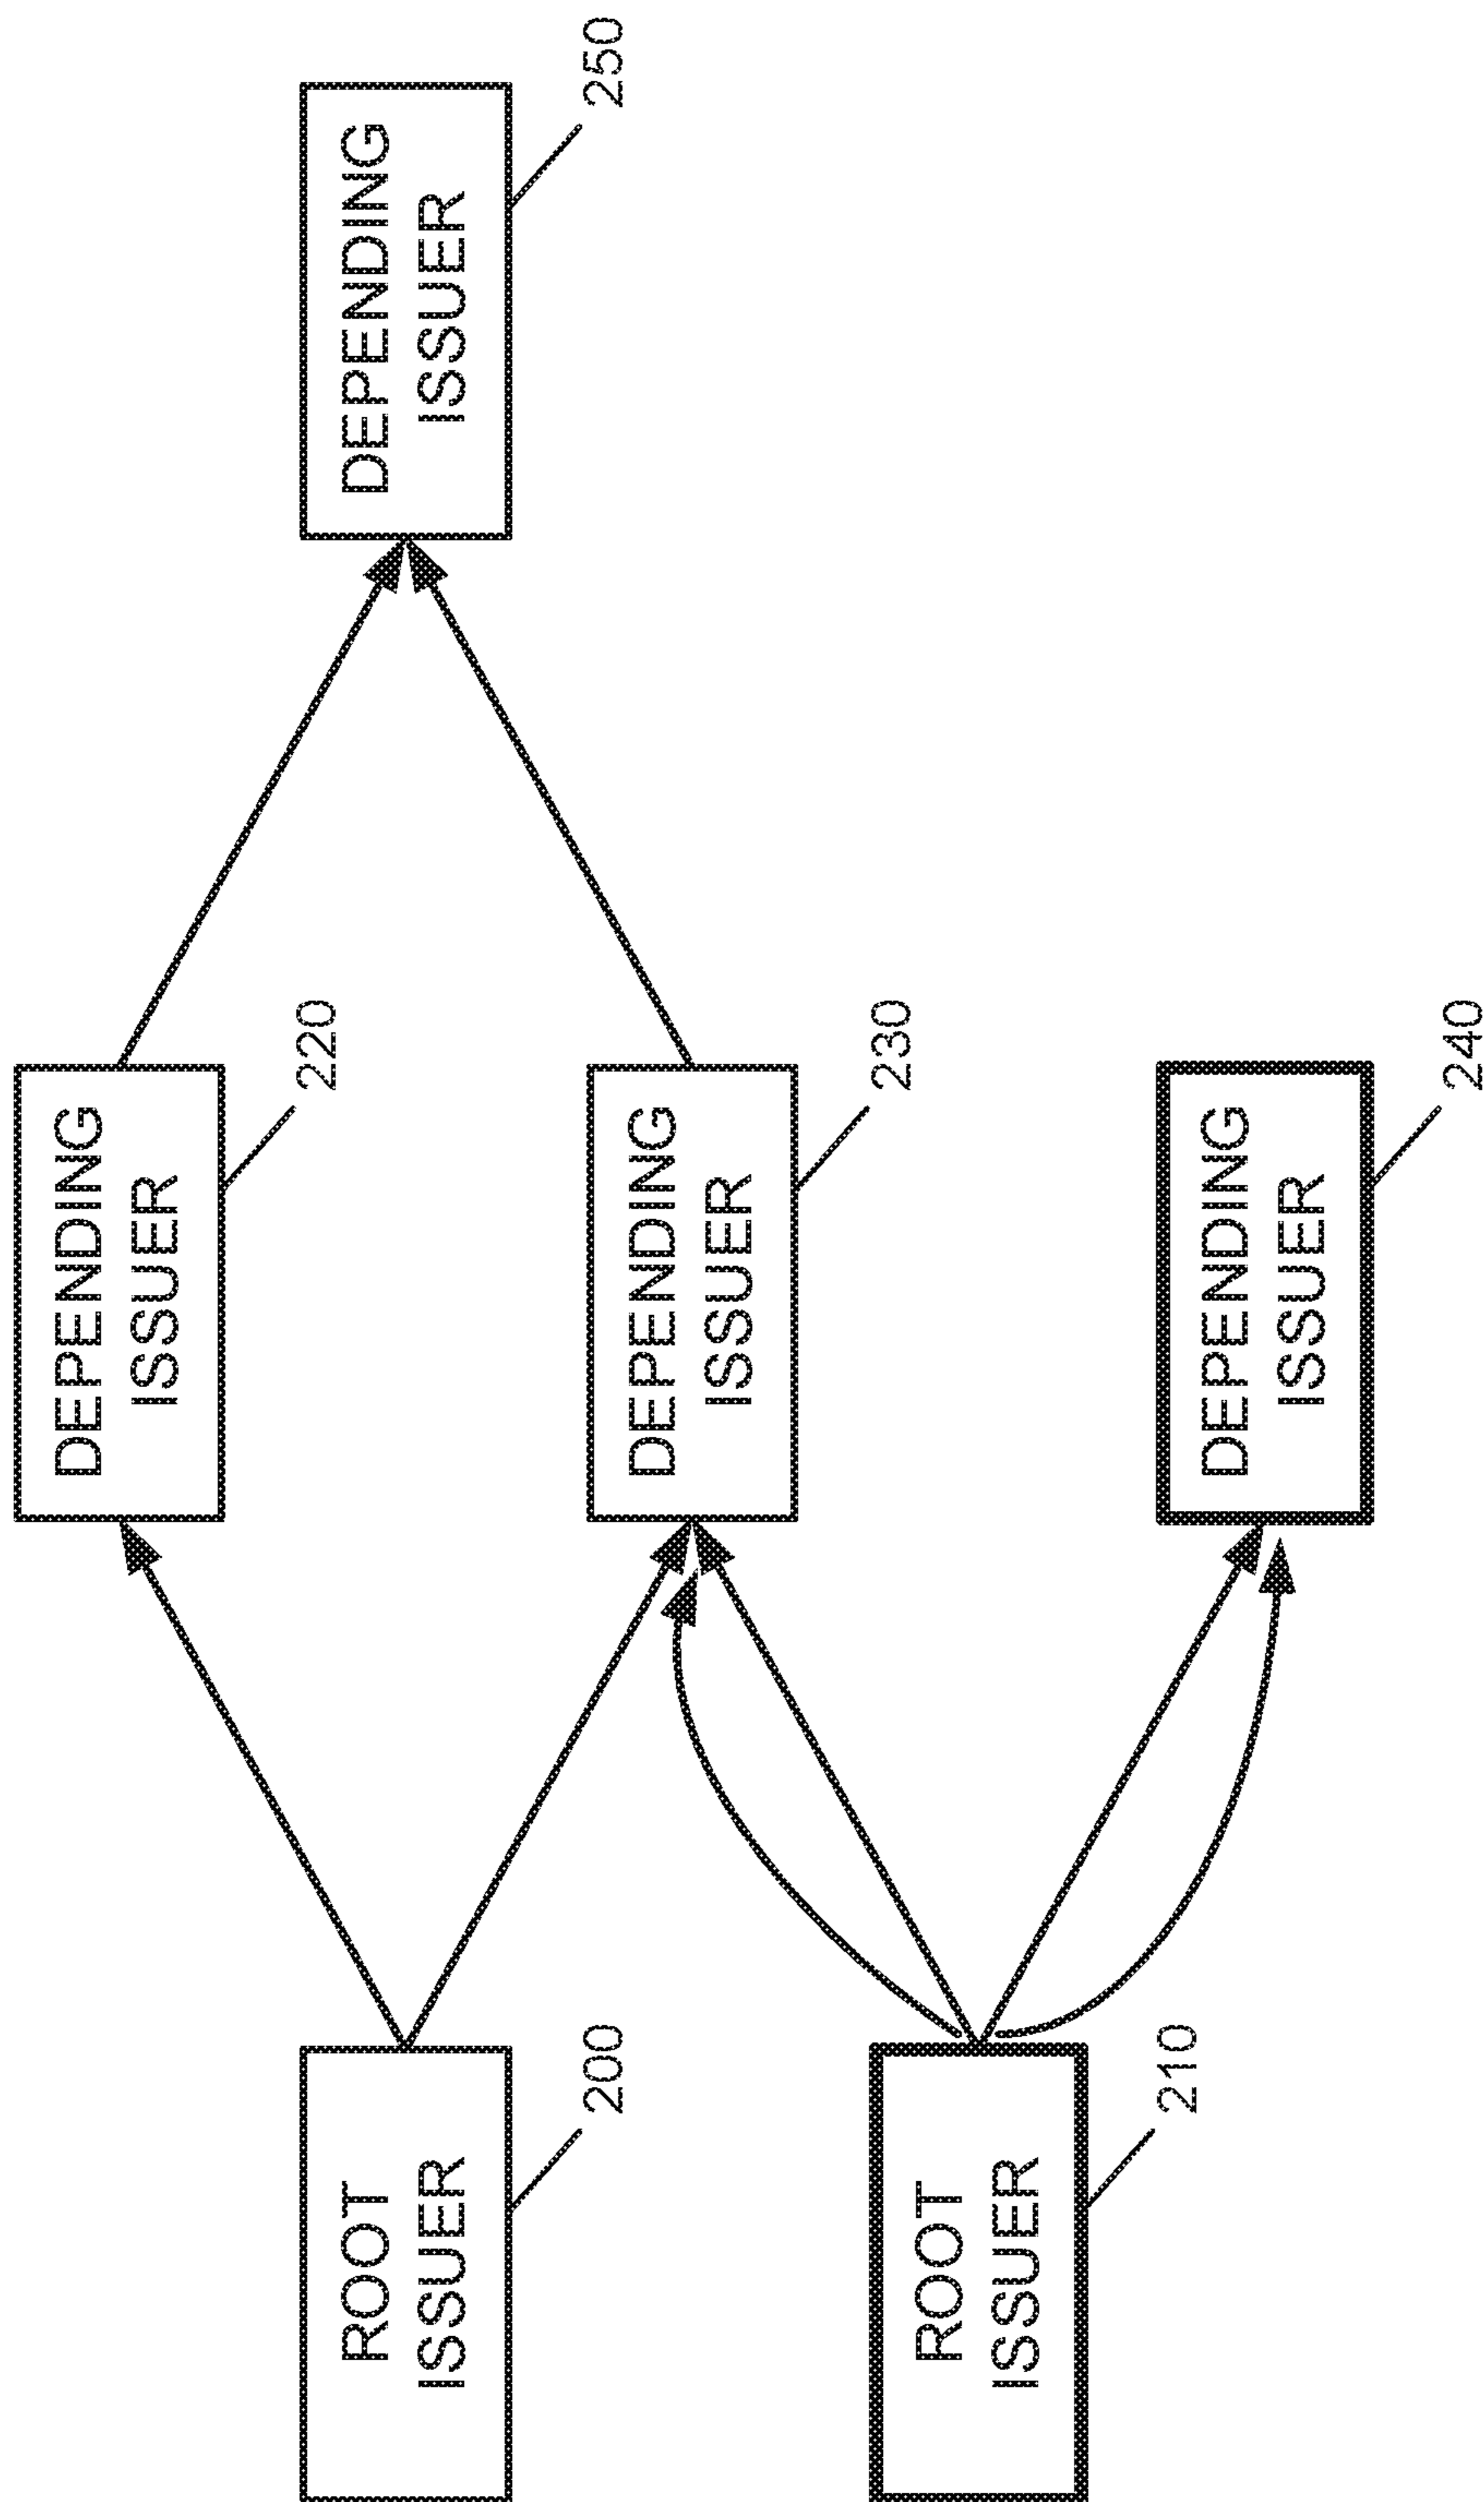 ROOT
ISSUER
200
ROOT
ISSUER
210
DEPENDING
ISSUER
220
DEPENDING
ISSUER
230
DEPENDING
ISSUER
240
DEPENDING
ISSUER
250